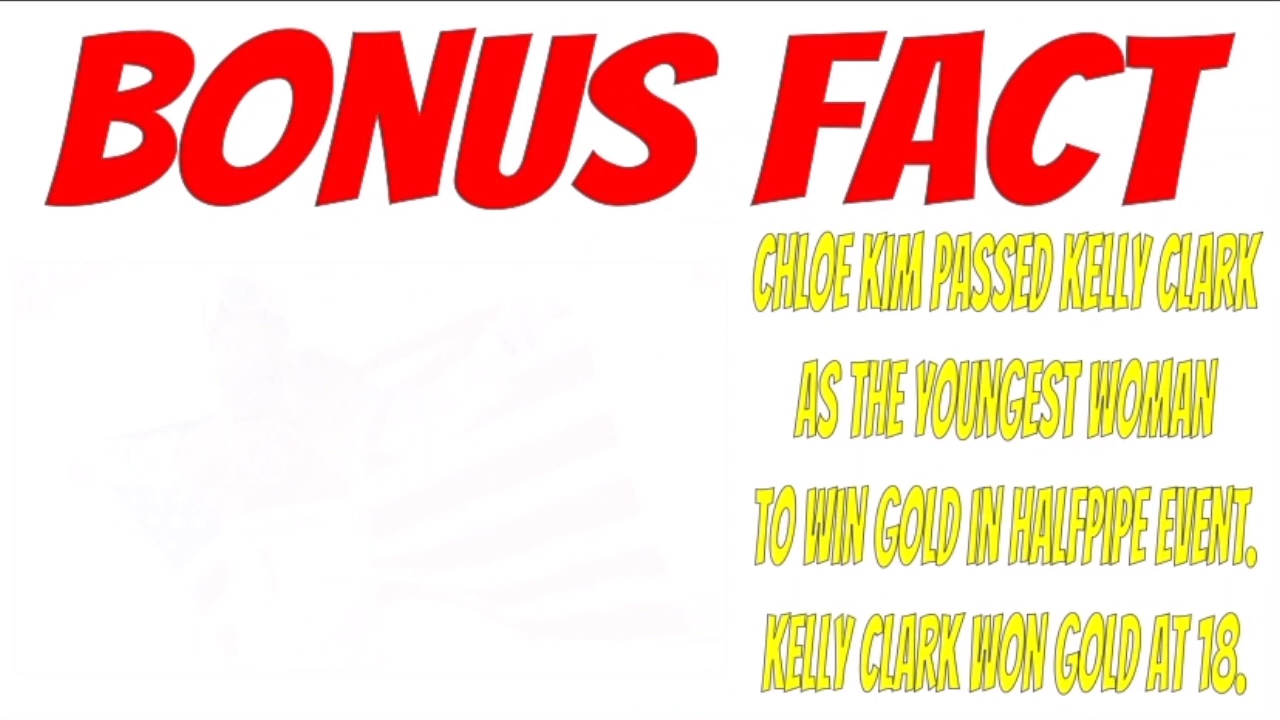 BONUS FACT
CHLOE KIM PASSED KELLY CLARK
AS THE YOUNGEST WOMAN
TO WIN GOLD IN HALFPIPE EVENT.
KELLY CLARK WON GOLD AT 18.